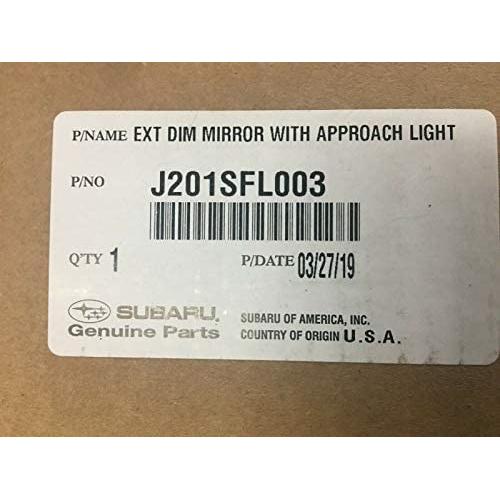 P/NAME EXT DIM MIRROR WITH APPROACH LIGHT
P/NO J201SFL003
Q'TY 1 P/DATE 03/27/19
SUBARU. SUBARU OF AMERICA, INC.
Genuine Parts COUNTRY OF ORIGIN U.S.A.